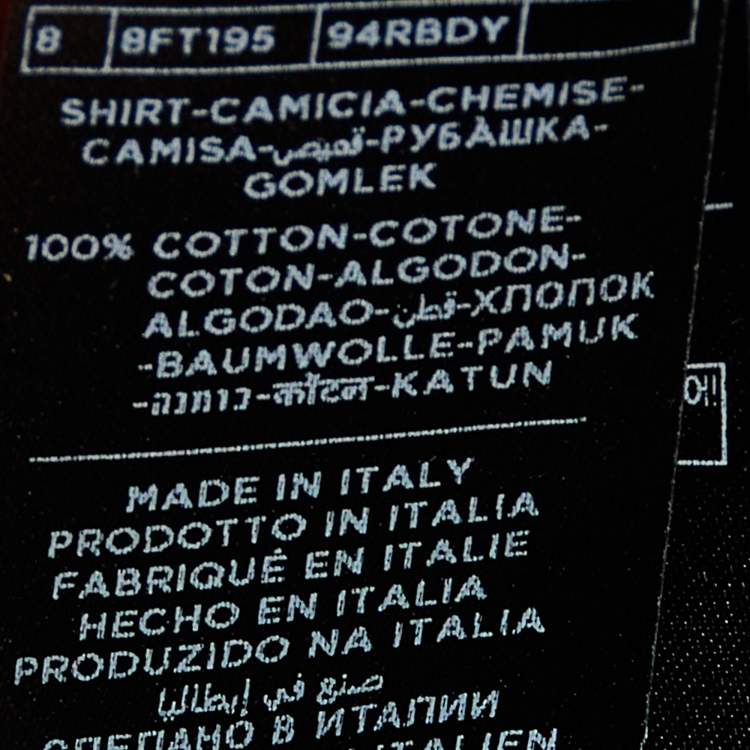 8 8FT195 94RBDY
SHIRT-CAMICIA-CHEMISE-
CAMISA-قميص-РУБАШКА-
GOMLEK
100% COTTON-COTONE-
COTON-ALGODON-
ALGODAO-قطن-ХЛОПОК
-BAUMWOLLE-PAMUK
-כותנה-कॉटन-KATUN
MADE IN ITALY
PRODOTTO IN ITALIA
FABRIQUÉ EN ITALIE
HECHO EN ITALIA
PRODUZIDO NA ITALIA
صنع في إيطاليا
СДЕЛАНО В ИТАЛИИ
ITALIEN